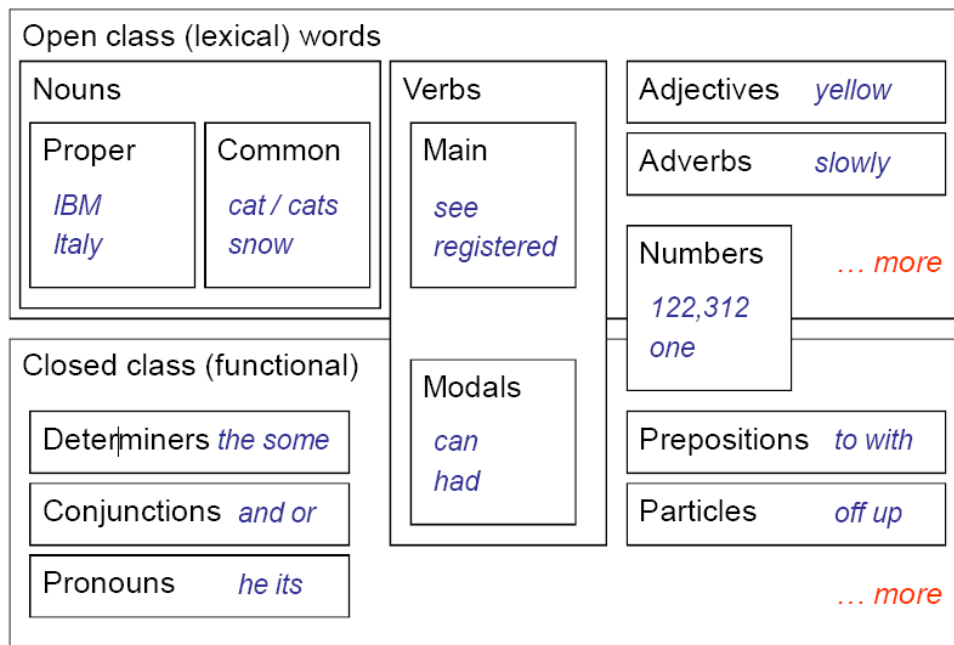 Open class (lexical) words
Nouns
Proper
IBM
Italy
Common
cat / cats
snow
Verbs
Main
see
registered
Adjectives yellow
Adverbs slowly
Numbers
122,312
one
… more
Closed class (functional)
Determiners the some
Conjunctions and or
Pronouns he its
Modals
can
had
Prepositions to with
Particles off up
… more